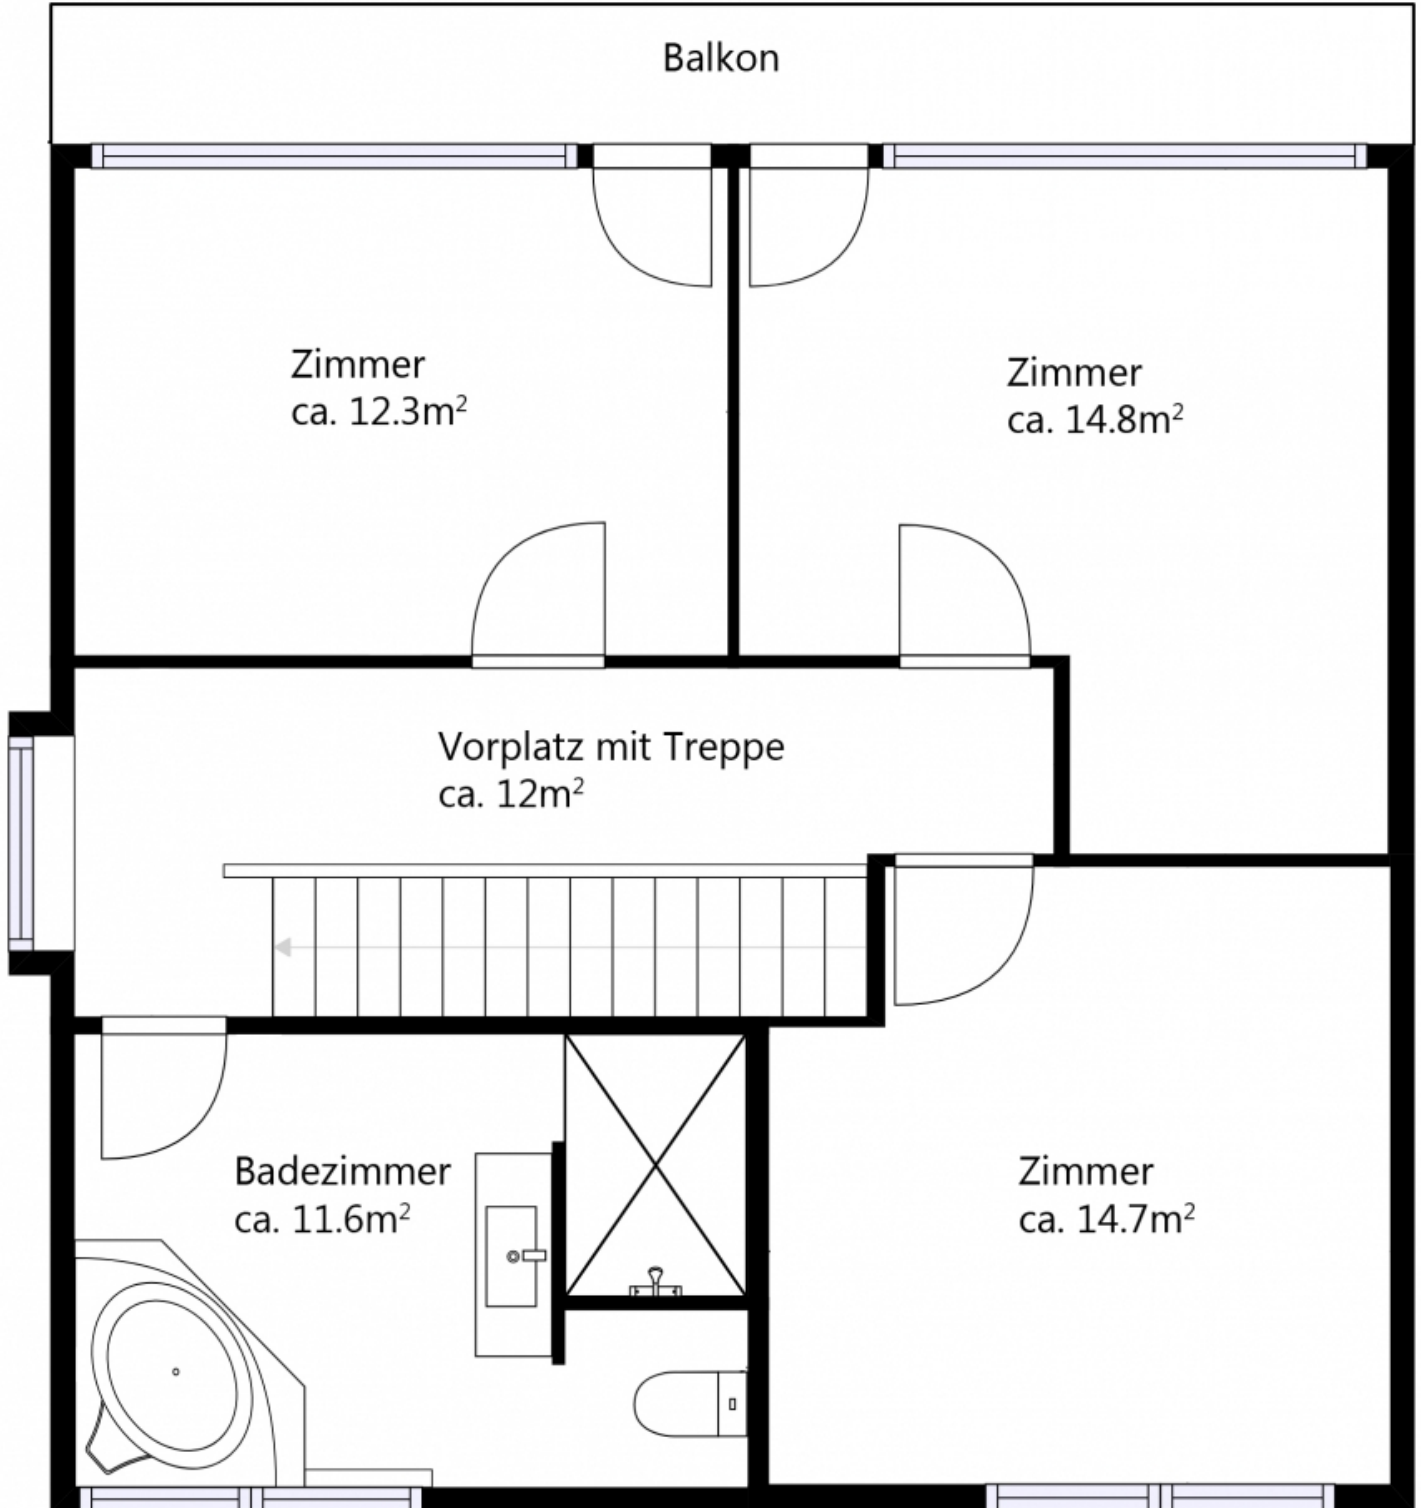 Balkon
Zimmer
ca. 12.3m²
Zimmer
ca. 14.8m²
Vorplatz mit Treppe
ca. 12m²
Badezimmer
ca. 11.6m²
Zimmer
ca. 14.7m²